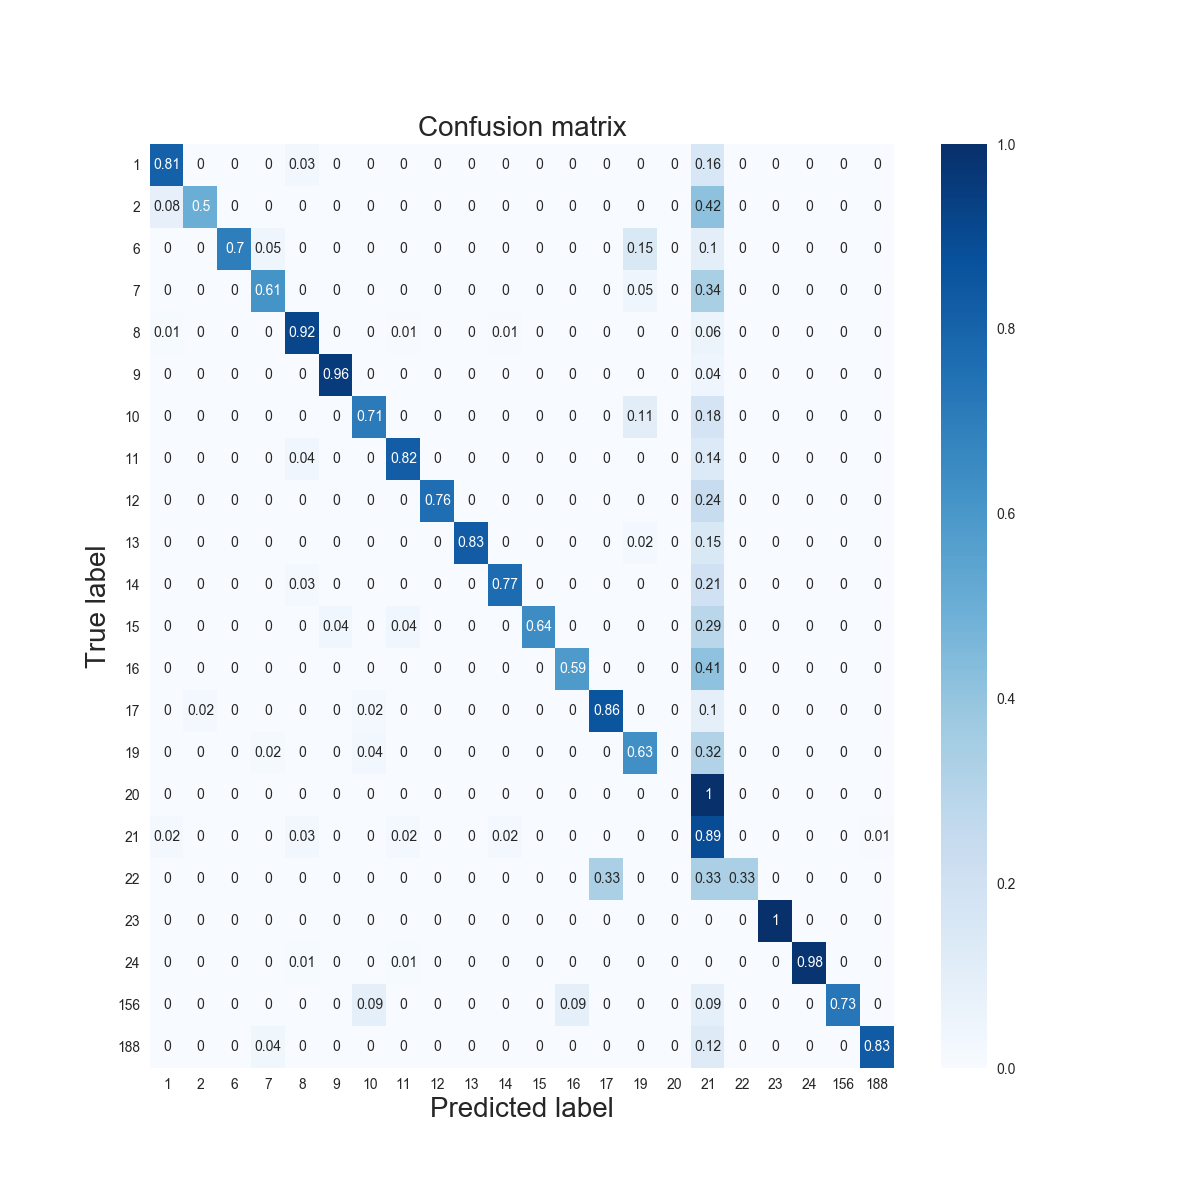 Confusion matrix
1 0.81 0 0 0 0.03 0 0 0 0 0 0 0 0 0 0 0 0.16 0 0 0 0 0 1.0
2 0.08 0.5 0 0 0 0 0 0 0 0 0 0 0 0 0 0 0.42 0 0 0 0 0
6 0 0 0.7 0.05 0 0 0 0 0 0 0 0 0 0 0.15 0 0.1 0 0 0 0 0
7 0 0 0 0.61 0 0 0 0 0 0 0 0 0 0 0.05 0 0.34 0 0 0 0 0
8 0.01 0 0 0 0.92 0 0 0.01 0 0 0.01 0 0 0 0 0 0.06 0 0 0 0 0 0.8
9 0 0 0 0 0 0.96 0 0 0 0 0 0 0 0 0 0 0.04 0 0 0 0 0
10 0 0 0 0 0 0 0.71 0 0 0 0 0 0 0 0.11 0 0.18 0 0 0 0 0
11 0 0 0 0 0.04 0 0 0.82 0 0 0 0 0 0 0 0 0.14 0 0 0 0 0
12 0 0 0 0 0 0 0 0 0.76 0 0 0 0 0 0 0 0.24 0 0 0 0 0 0.6
13 0 0 0 0 0 0 0 0 0 0.83 0 0 0 0 0.02 0 0.15 0 0 0 0 0
14 0 0 0 0 0.03 0 0 0 0 0 0.77 0 0 0 0 0 0.21 0 0 0 0 0
15 0 0 0 0 0 0.04 0 0.04 0 0 0 0.64 0 0 0 0 0.29 0 0 0 0 0
16 0 0 0 0 0 0 0 0 0 0 0 0 0.59 0 0 0 0.41 0 0 0 0 0
17 0 0.02 0 0 0 0 0.02 0 0 0 0 0 0 0.86 0 0 0.1 0 0 0 0 0 0.4
19 0 0 0 0.02 0 0 0.04 0 0 0 0 0 0 0 0.63 0 0.32 0 0 0 0 0
20 0 0 0 0 0 0 0 0 0 0 0 0 0 0 0 0 1 0 0 0 0 0
21 0.02 0 0 0 0.03 0 0 0.02 0 0 0.02 0 0 0 0 0 0.89 0 0 0 0 0.01
22 0 0 0 0 0 0 0 0 0 0 0 0 0 0.33 0 0 0.33 0.33 0 0 0 0 0.2
23 0 0 0 0 0 0 0 0 0 0 0 0 0 0 0 0 0 0 1 0 0 0
24 0 0 0 0 0.01 0 0 0.01 0 0 0 0 0 0 0 0 0 0 0 0.98 0 0
156 0 0 0 0 0 0 0.09 0 0 0 0 0 0.09 0 0 0 0.09 0 0 0 0.73 0
188 0 0 0 0.04 0 0 0 0 0 0 0 0 0 0 0 0 0.12 0 0 0 0 0.83 0.0
1 2 6 7 8 9 10 11 12 13 14 15 16 17 19 20 21 22 23 24 156 188
Predicted label
True label